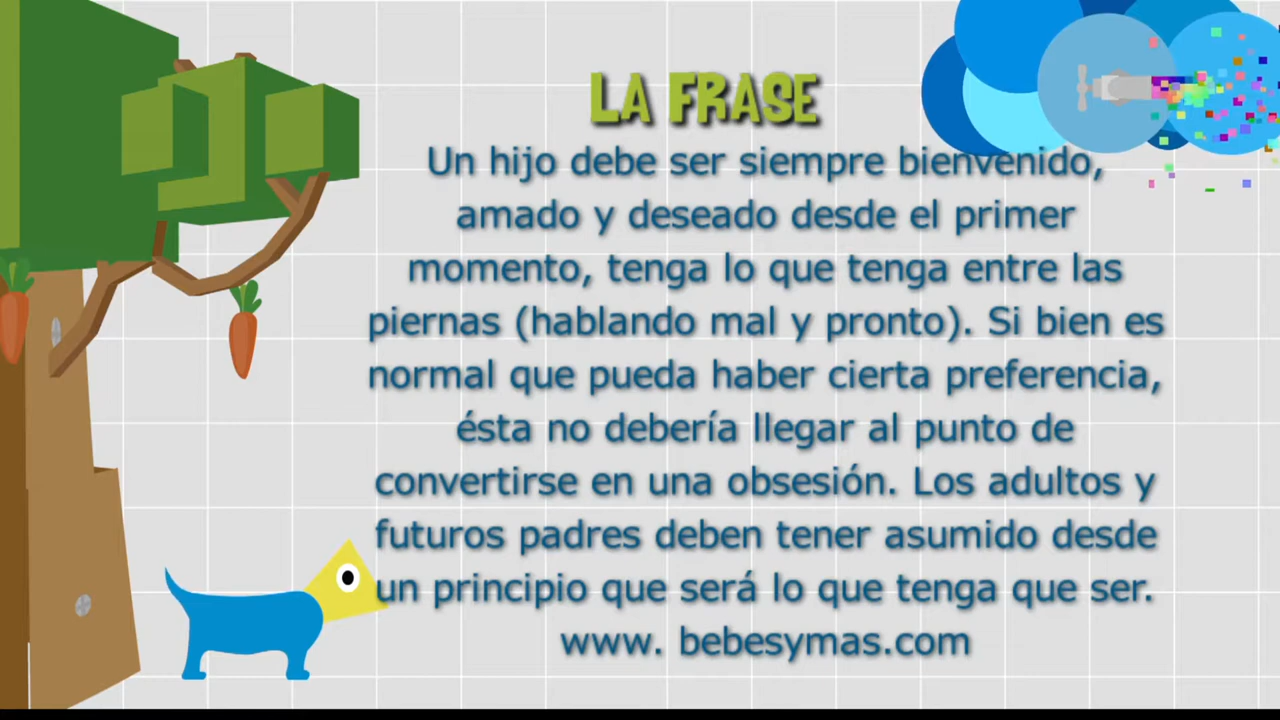 LA FRASE
Un hijo debe ser siempre bienvenido,
amado y deseado desde el primer
momento, tenga lo que tenga entre las
piernas (hablando mal y pronto). Si bien es
normal que pueda haber cierta preferencia,
ésta no debería llegar al punto de
convertirse en una obsesión. Los adultos y
futuros padres deben tener asumido desde
un principio que será lo que tenga que ser.
www. bebesymas.com